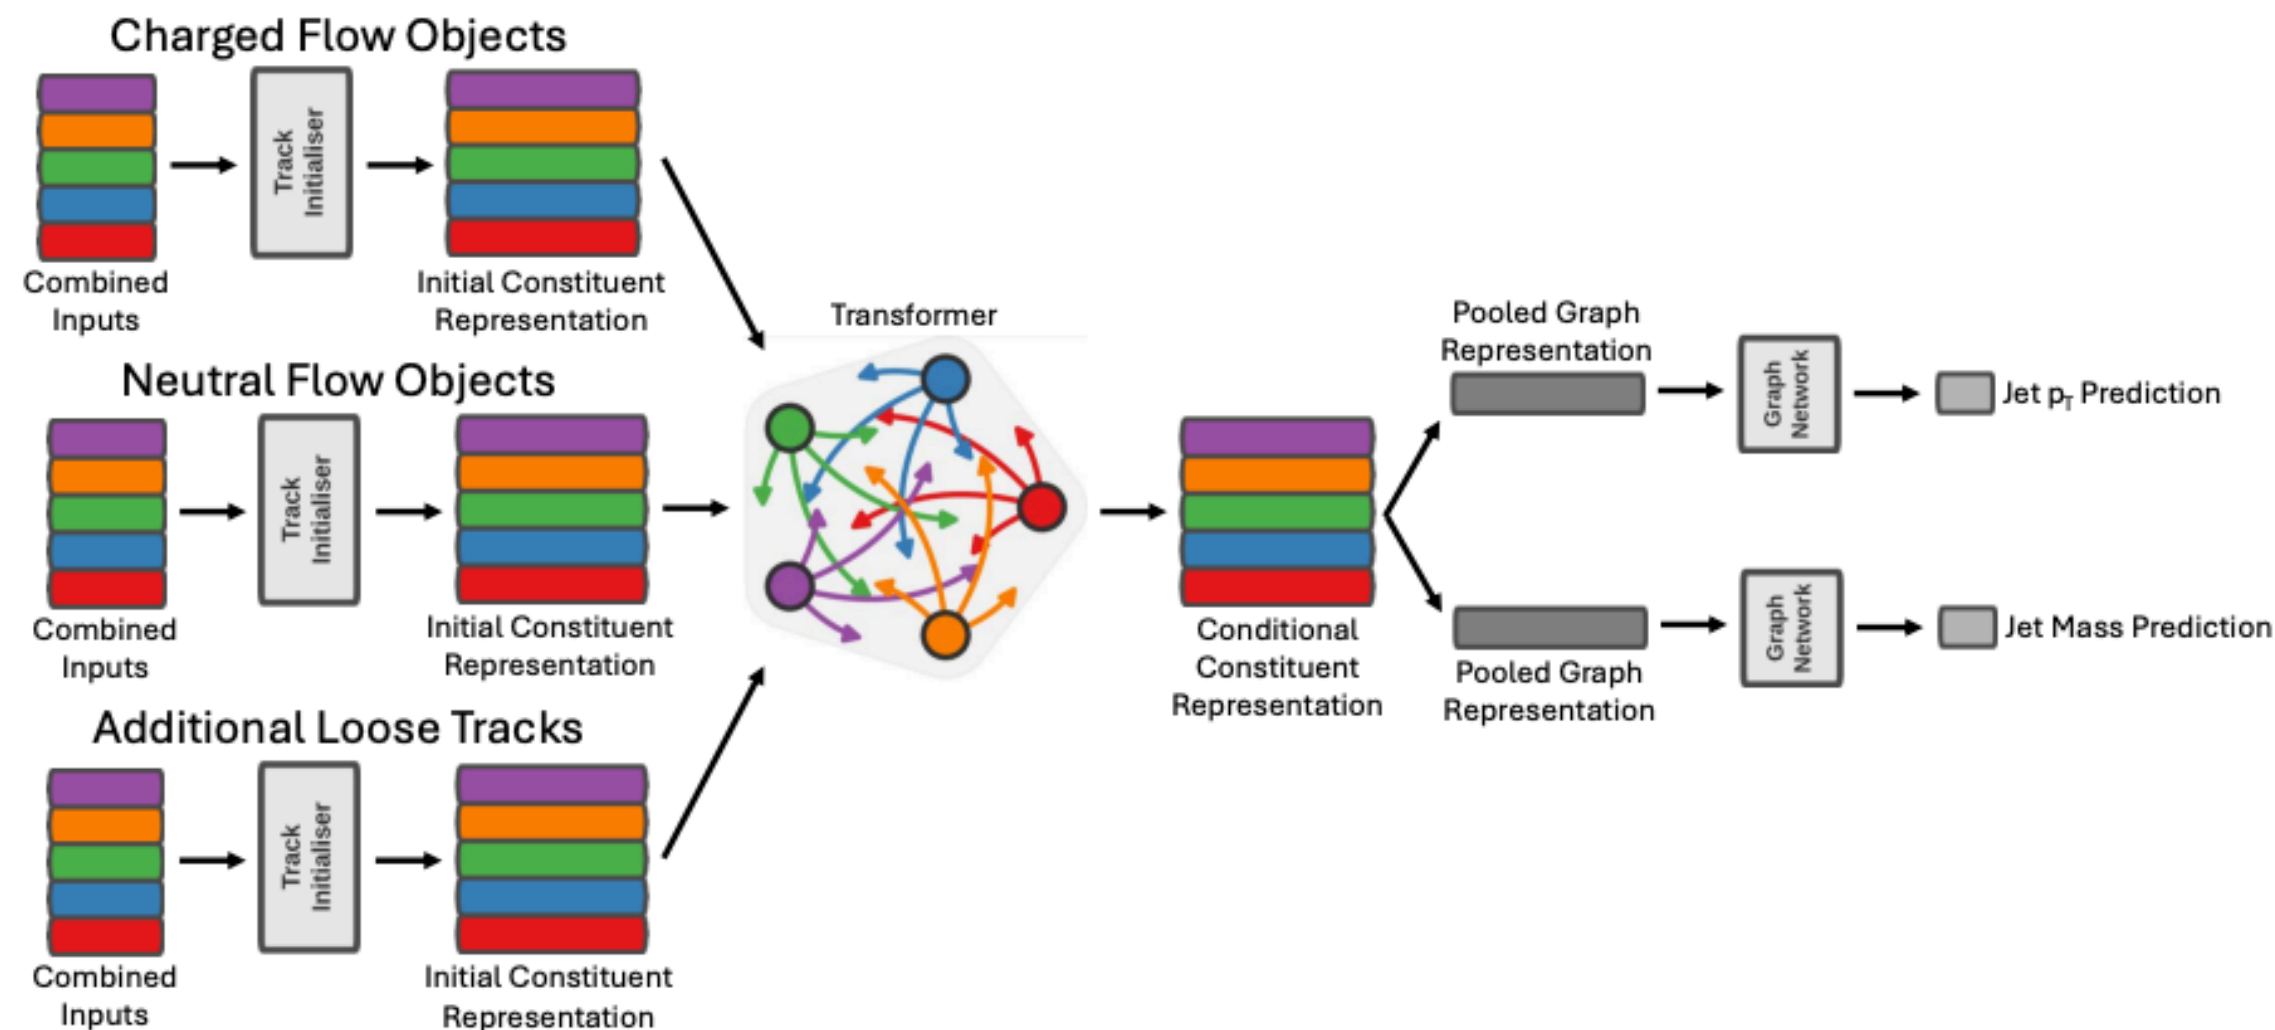 Charged Flow Objects
Track
Initialiser
Combined
Inputs
Initial Constituent
Representation
Neutral Flow Objects
Track
Initialiser
Combined
Inputs
Initial Constituent
Representation
Additional Loose Tracks
Track
Initialiser
Combined
Inputs
Initial Constituent
Representation
Transformer
Conditional
Constituent
Representation
Pooled Graph
Representation
Graph
Network
Jet pT Prediction
Graph
Network
Jet Mass Prediction
Pooled Graph
Representation